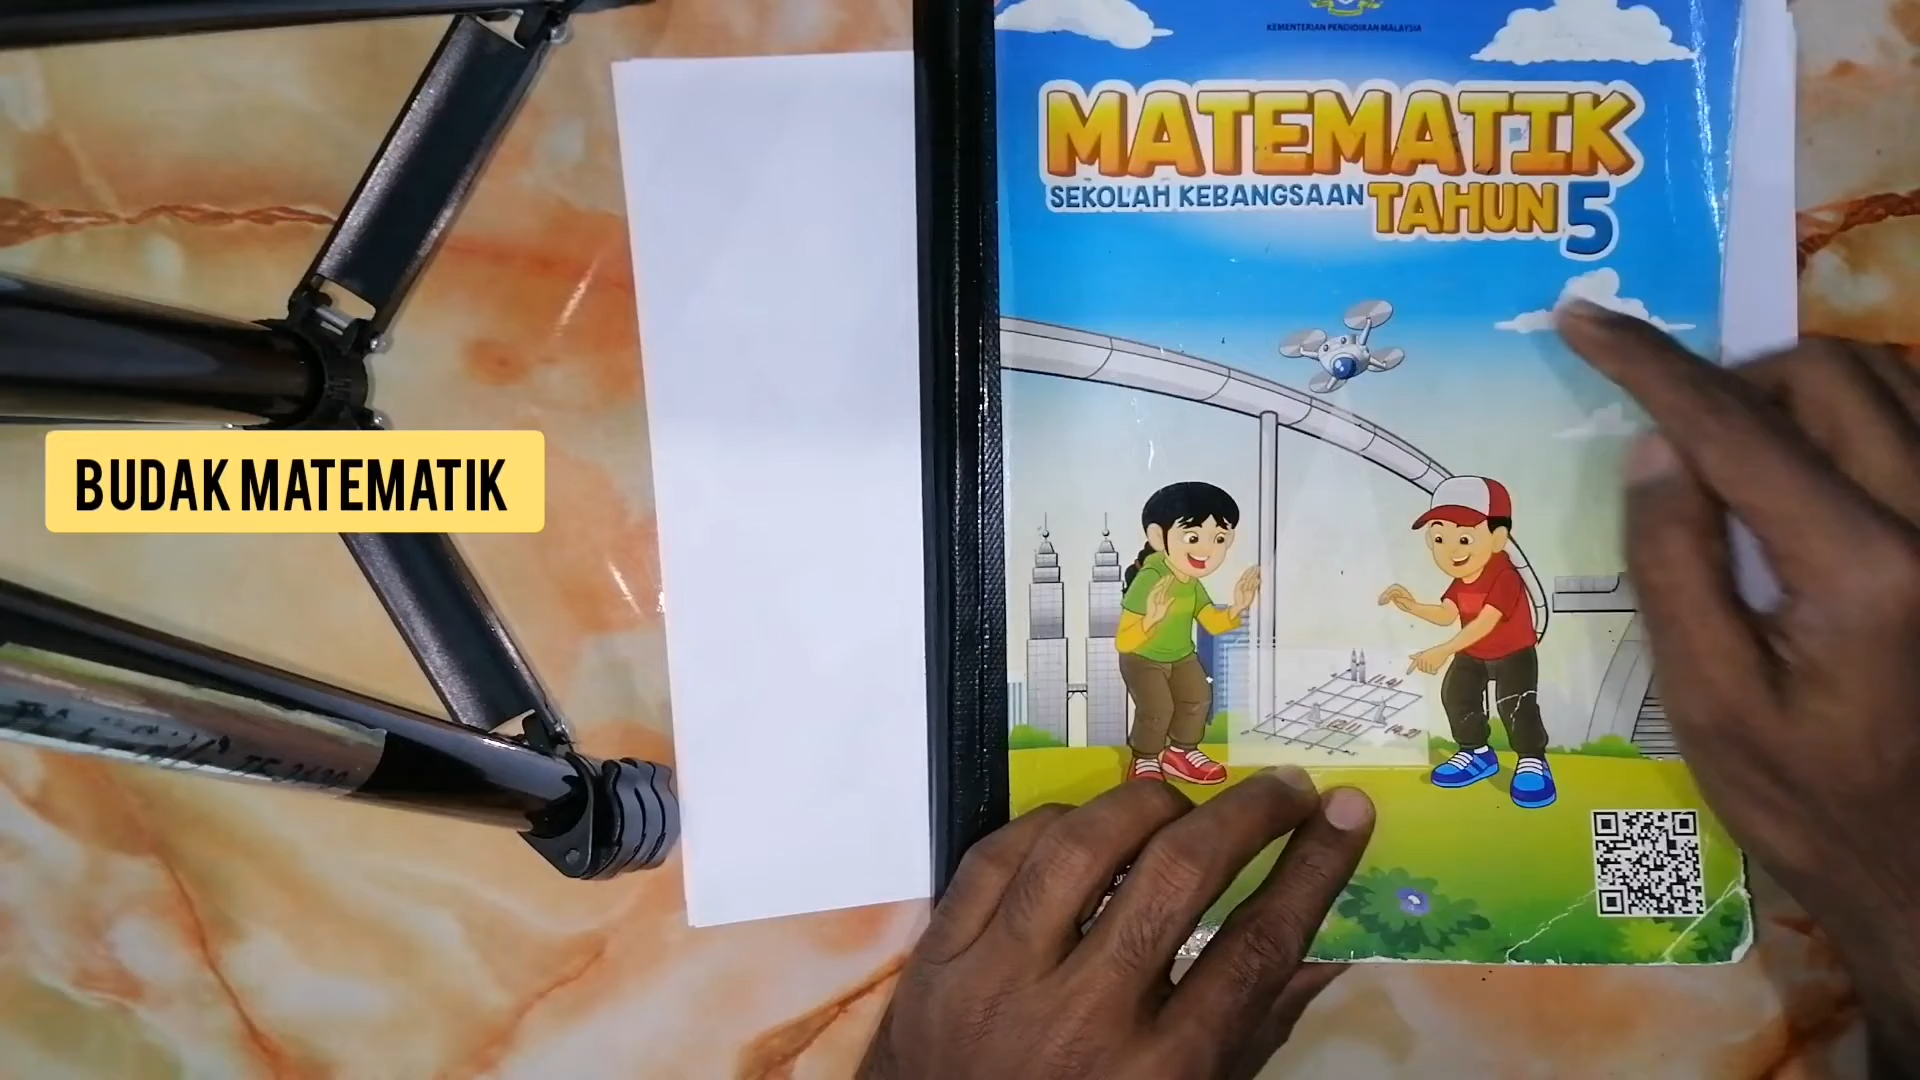 KEMENTERIAN PENDIDIKAN MALAYSIA
MATEMATIK
SEKOLAH KEBANGSAAN TAHUN 5
BUDAK MATEMATIK